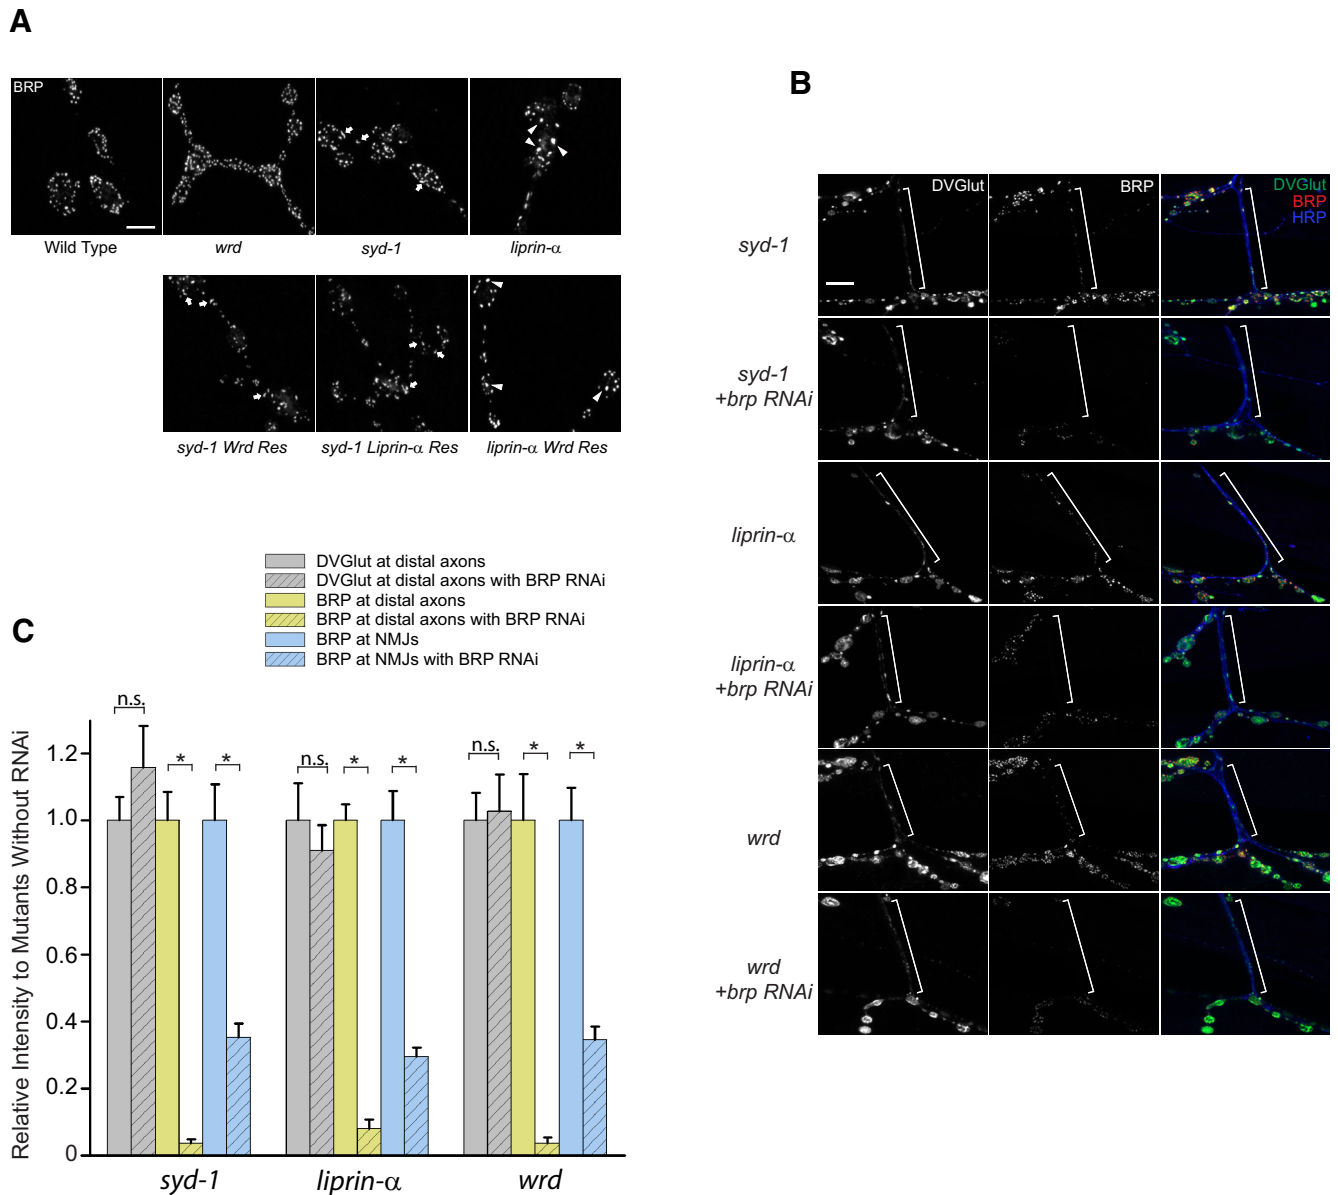 A
BRP
Wild Type
wrd
syd-1
liprin-α
syd-1 Wrd Res
syd-1 Liprin-α Res
liprin-α Wrd Res
B
DVGlut
BRP
DVGlut
BRP
HRP
syd-1
syd-1
+brp RNAi
liprin-α
liprin-α
+brp RNAi
wrd
wrd
+brp RNAi
C
DVGlut at distal axons
DVGlut at distal axons with BRP RNAi
BRP at distal axons
BRP at distal axons with BRP RNAi
BRP at NMJs
BRP at NMJs with BRP RNAi
Relative Intensity to Mutants Without RNAi
1.2
1.0
0.8
0.6
0.4
0.2
0
n.s.
*
*
n.s.
*
*
n.s.
*
*
syd-1
liprin-α
wrd